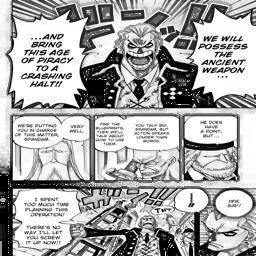 ...AND
BRING
THIS AGE
OF PIRACY
TO A
CRASHING
HALT!!
WE WILL
POSSESS
THE
ANCIENT
WEAPON
...
WE'RE PUTTING
YOU IN CHARGE
OF THIS MATTER,
SPANDAM.
VERY
WELL.
FIND THE
BLUEPRINTS,
THEN WE'LL
TALK ABOUT
HOW TO USE
THEM.
YOU TALK BIG,
SPANDAM, BUT
ACTION SPEAKS
LOUDER THAN
WORDS.
HE DOES
HAVE A
POINT,
BUT...
I SPENT
TOO MUCH TIME
PLANNING THIS
OPERATION!
THERE'S NO
WAY I'LL LET
YOU SCREW
IT UP NOW!!
YES,
SIR!!